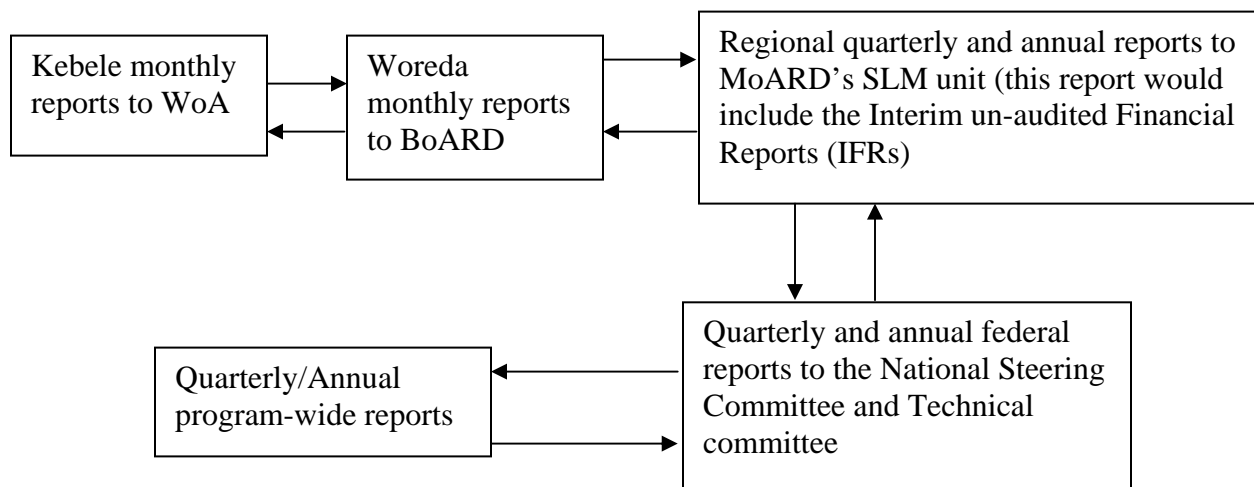 Kebele monthly
reports to WoA
Woreda
monthly reports
to BoARD
Regional quarterly and annual reports to
MoARD’s SLM unit (this report would
include the Interim un-audited Financial
Reports (IFRs)
Quarterly and annual federal
reports to the National Steering
Committee and Technical
committee
Quarterly/Annual
program-wide reports